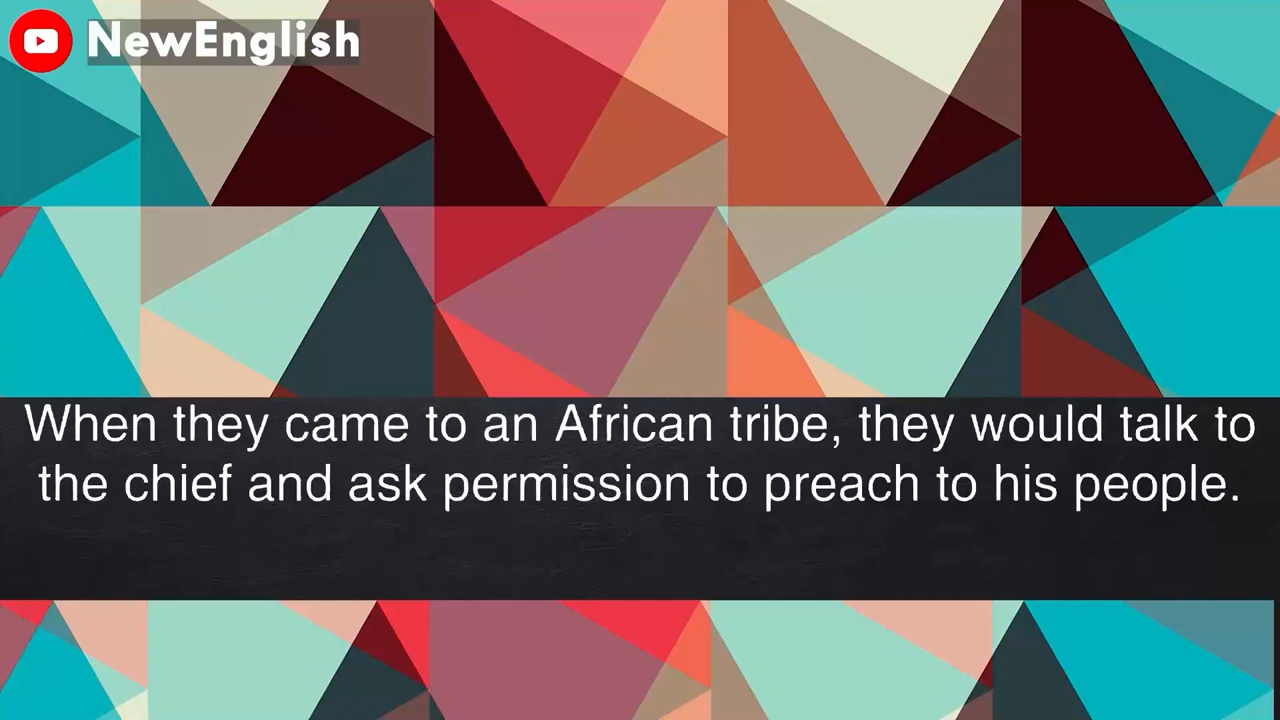 NewEnglish
When they came to an African tribe, they would talk to
the chief and ask permission to preach to his people.